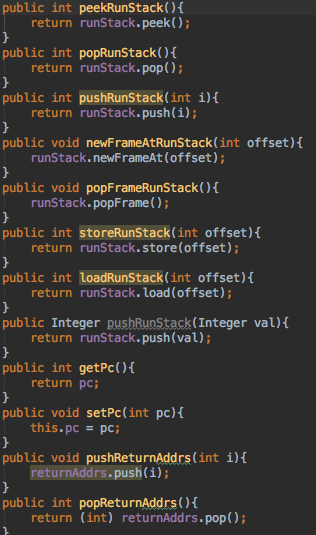 public int peekRunStack(){
    return runStack.peek();
}
public int popRunStack(){
    return runStack.pop();
}
public int pushRunStack(int i){
    return runStack.push(i);
}
public void newFrameAtRunStack(int offset){
    runStack.newFrameAt(offset);
}
public void popFrameRunStack(){
    runStack.popFrame();
}
public int storeRunStack(int offset){
    return runStack.store(offset);
}
public int loadRunStack(int offset){
    return runStack.load(offset);
}
public Integer pushRunStack(Integer val){
    return runStack.push(val);
}
public int getPc(){
    return pc;
}
public void setPc(int pc){
    this.pc = pc;
}
public void pushReturnAddrs(int i){
    returnAddrs.push(i);
}
public int popReturnAddrs(){
    return (int) returnAddrs.pop();
}